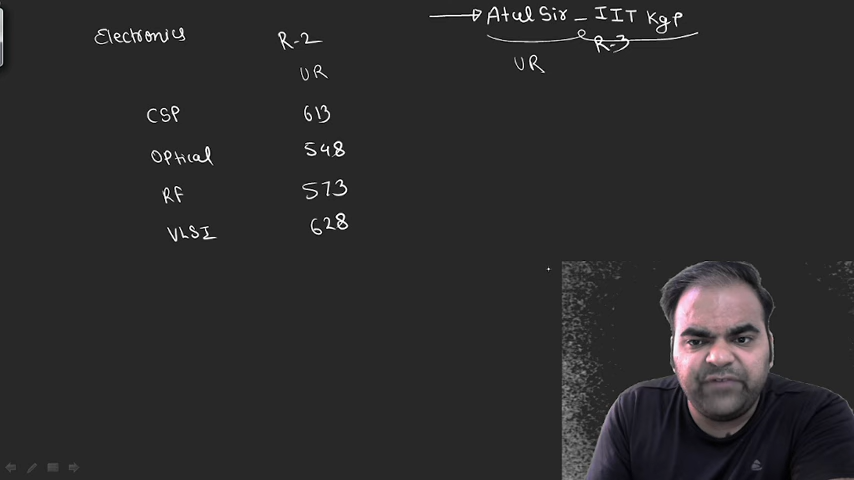 → Atul Sir - IIT Kgp
Electronics R-2 R-3
UR UR
CSP 613
Optical 548
RF 573
VLSI 628